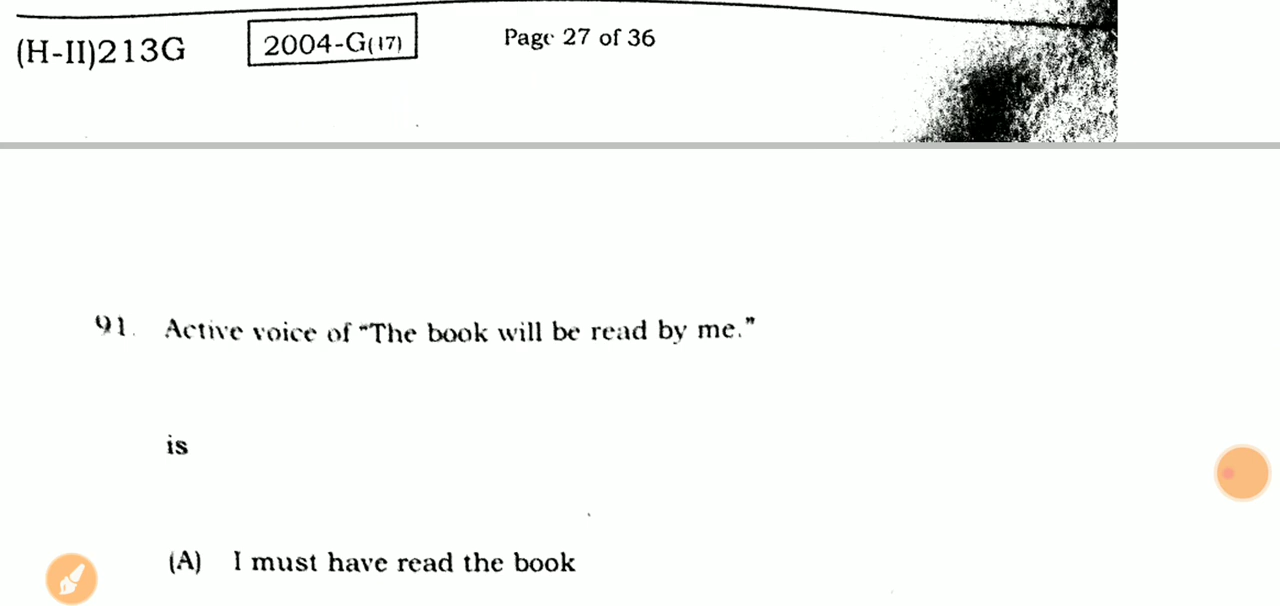 (H-II)213G 2004-G(17) Page 27 of 36
91. Active voice of "The book will be read by me."
is
(A) I must have read the book